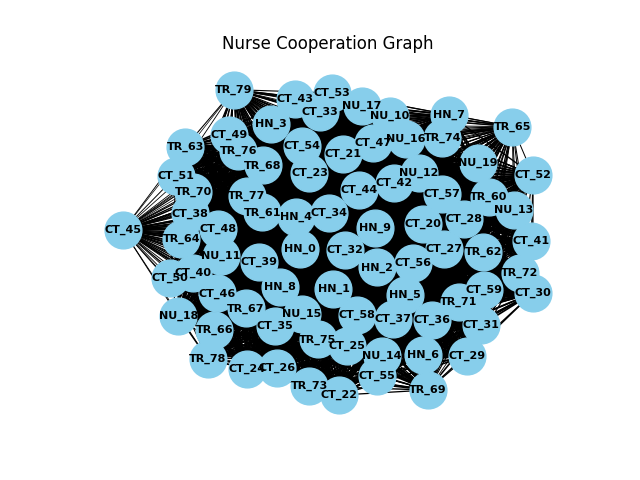 Nurse Cooperation Graph
TR_79
CT_43
CT_53
CT_33
NU_17
NU_10
HN_7
TR_65
HN_3
CT_49
TR_63
TR_76
CT_54
CT_21
CT_47
NU_16
TR_74
TR_68
CT_23
NU_12
NU_19
CT_52
CT_51
TR_70
TR_77
CT_44
CT_42
CT_57
TR_60
NU_13
CT_38
TR_61
HN_4
CT_34
HN_9
CT_20
CT_28
CT_45
TR_64
CT_48
CT_41
NU_11
CT_39
HN_0
CT_32
HN_2
CT_56
CT_27
TR_62
CT_50
CT_40
TR_72
CT_46
HN_8
HN_1
HN_5
TR_71
CT_59
CT_30
NU_18
TR_66
TR_67
CT_35
NU_15
CT_58
CT_37
CT_36
CT_31
TR_78
TR_75
CT_25
NU_14
HN_6
CT_29
CT_24
CT_26
CT_55
TR_73
CT_22
TR_69